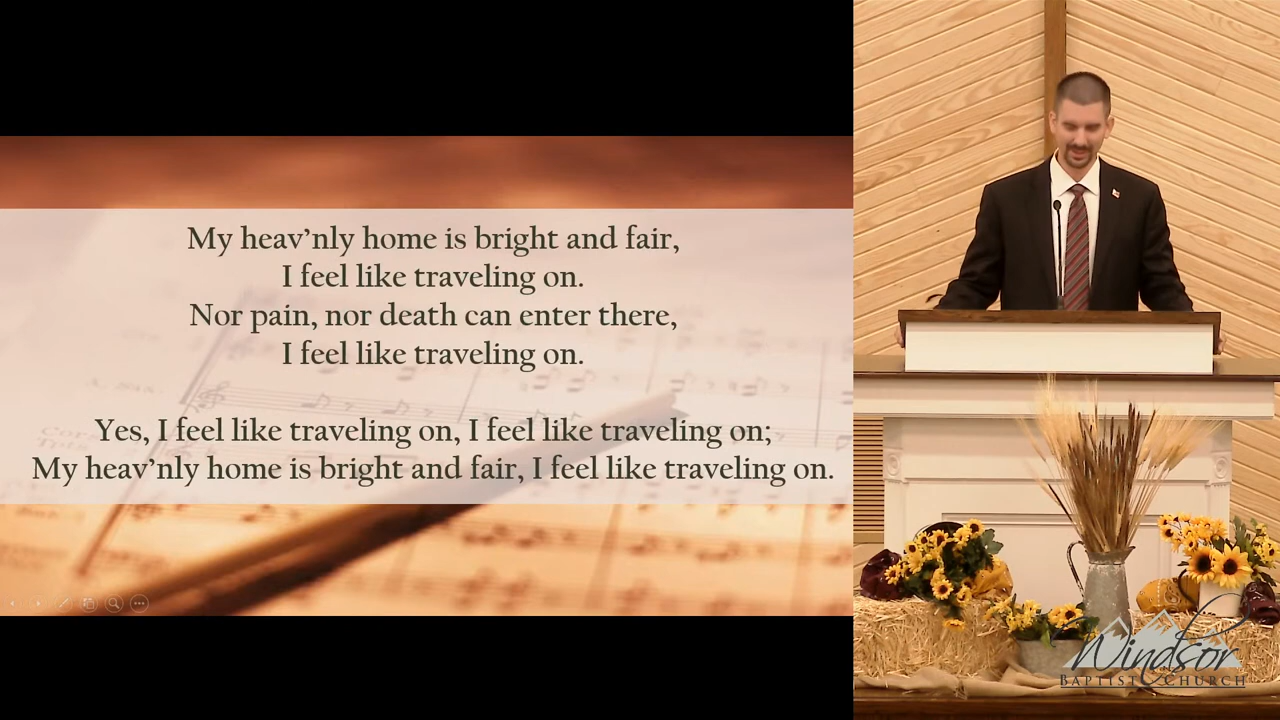 My heav'nly home is bright and fair,
I feel like traveling on.
Nor pain, nor death can enter there,
I feel like traveling on.
Yes, I feel like traveling on, I feel like traveling on;
My heav'nly home is bright and fair, I feel like traveling on.
Windsor
BAPTIST CHURCH